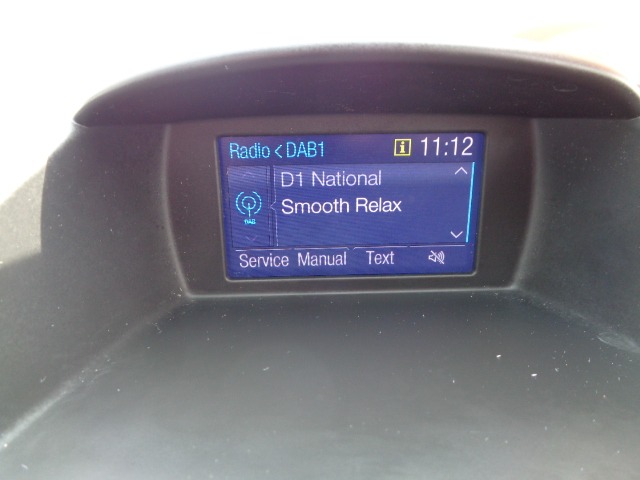 Radio < DAB1 i 11:12
D1 National
Smooth Relax
DAB
Service Manual Text